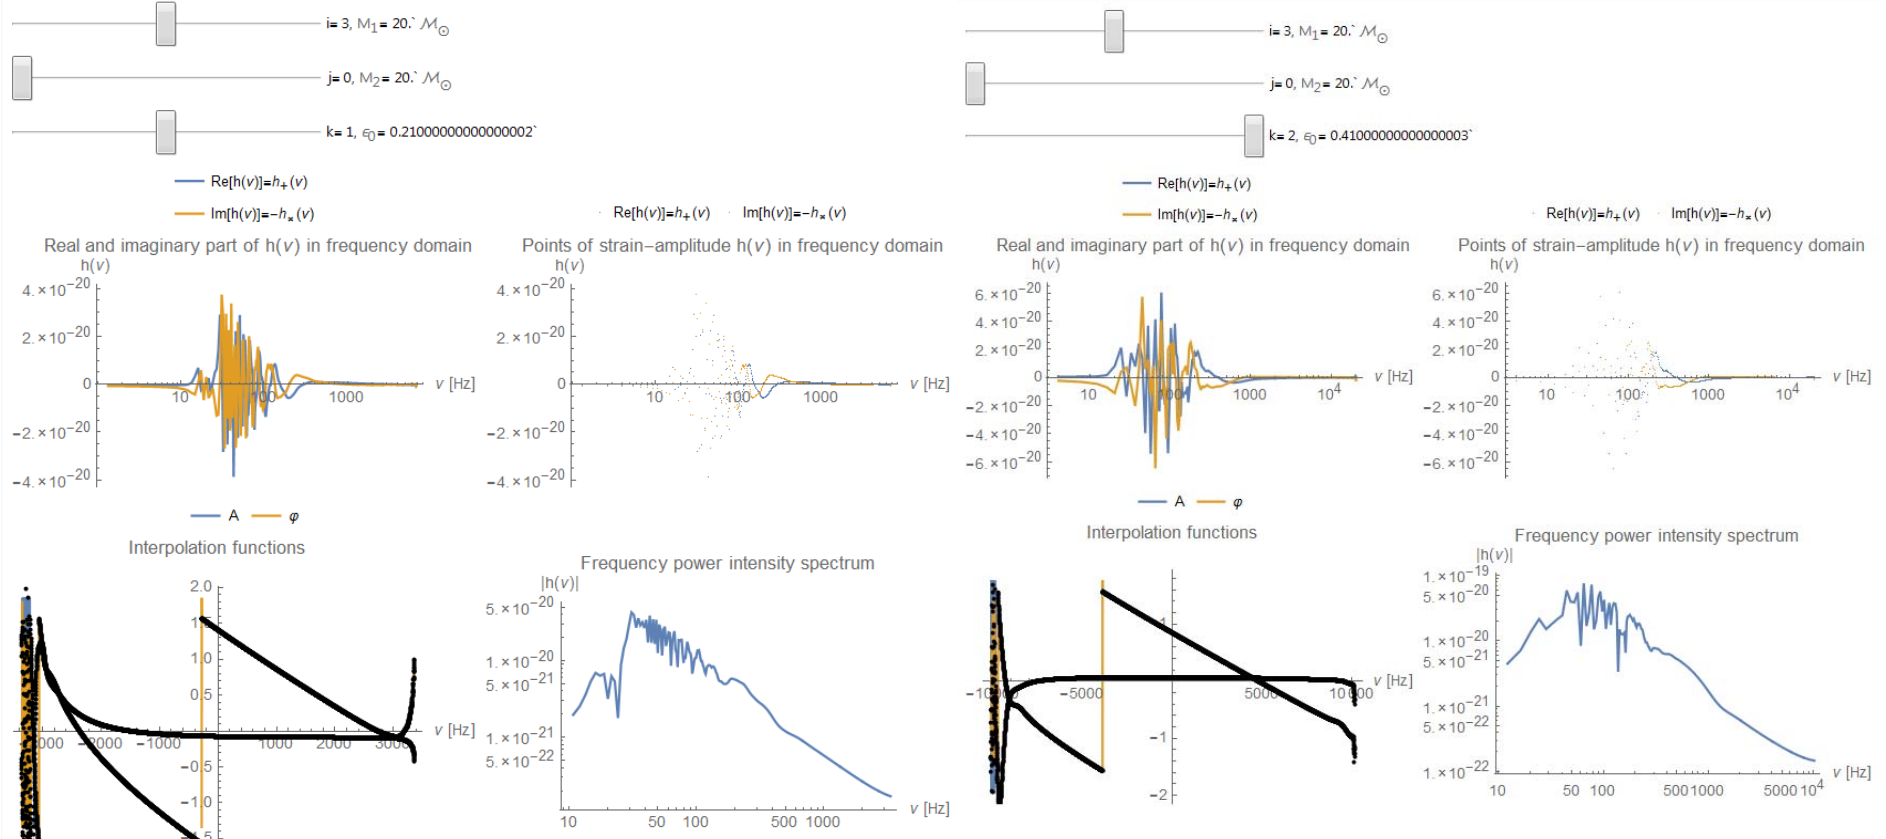 i= 3, M1= 20.` M⊙
j= 0, M2= 20.` M⊙
k= 1, ϵ0= 0.21000000000000002`
Re[h(ν)]=h+(ν)
Im[h(ν)]=-h×(ν)
Real and imaginary part of h(ν) in frequency domain
h(ν)
4.×10^-20
2.×10^-20
0
-2.×10^-20
-4.×10^-20
10 100 1000
ν [Hz]
Re[h(ν)]=h+(ν) Im[h(ν)]=-h×(ν)
Points of strain-amplitude h(ν) in frequency domain
h(ν)
4.×10^-20
2.×10^-20
0
-2.×10^-20
-4.×10^-20
10 100 1000
ν [Hz]
A φ
Interpolation functions
2.0
1.0
0.5
-0.5
-1.0
-2000 -1000 1000 2000 3000
ν [Hz]
Frequency power intensity spectrum
|h(ν)|
5.×10^-20
1.×10^-20
5.×10^-21
1.×10^-21
5.×10^-22
10 50 100 500 1000
ν [Hz]
i= 3, M1= 20.` M⊙
j= 0, M2= 20.` M⊙
k= 2, ϵ0= 0.41000000000000003`
Re[h(ν)]=h+(ν)
Im[h(ν)]=-h×(ν)
Real and imaginary part of h(ν) in frequency domain
h(ν)
6.×10^-20
4.×10^-20
2.×10^-20
0
-2.×10^-20
-4.×10^-20
-6.×10^-20
10 100 1000 10^4
ν [Hz]
Re[h(ν)]=h+(ν) Im[h(ν)]=-h×(ν)
Points of strain-amplitude h(ν) in frequency domain
h(ν)
6.×10^-20
4.×10^-20
2.×10^-20
0
-2.×10^-20
-4.×10^-20
-6.×10^-20
10 100 1000 10^4
ν [Hz]
A φ
Interpolation functions
1
-1
-2
-10000 -5000 5000 10000
ν [Hz]
Frequency power intensity spectrum
|h(ν)|
1.×10^-19
5.×10^-20
1.×10^-20
5.×10^-21
1.×10^-21
5.×10^-22
1.×10^-22
10 50 100 500 1000 5000 10^4
ν [Hz]